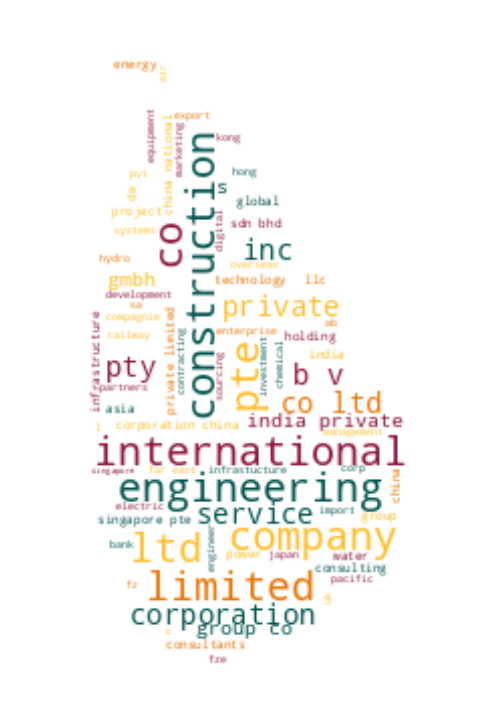 energy
air
equipment
china national
export
marketing
construction
kong
pvt
hong
de
s
project
global
systems
co
digital
sdn bhd
inc
hydro
overseas
gmbh
technology
llc
development
private
sa
compagnie
infrastructure
private limited
ab
railway
contracting
enterprise
holding
pte
investment
chemical
india
pty
sourcing
b v
partners
asia
co ltd
india private
corporation china
management
international
singapore
far east
infrastucture
corp
china
engineering
electric
service
import
singapore pte
group
company
bank
ltd
engineer
power
japan
water
consulting
pacific
limited
fz
uk
corporation
group co
c
consultants
fze